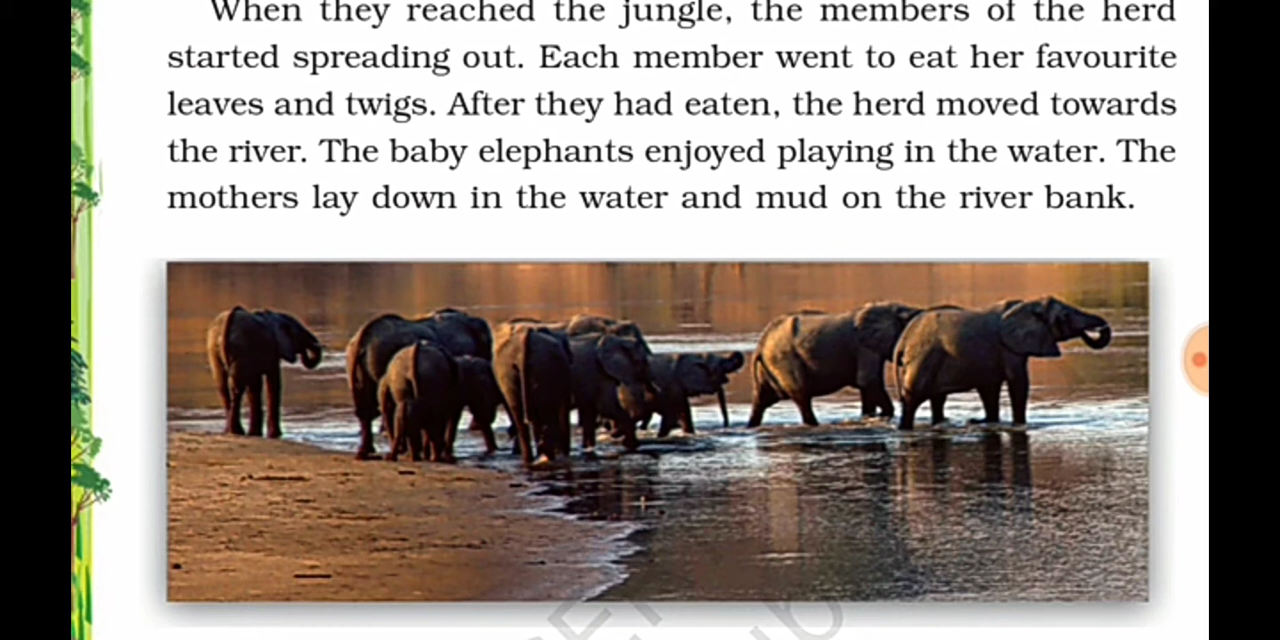 When they reached the jungle, the members of the herd
started spreading out. Each member went to eat her favourite
leaves and twigs. After they had eaten, the herd moved towards
the river. The baby elephants enjoyed playing in the water. The
mothers lay down in the water and mud on the river bank.